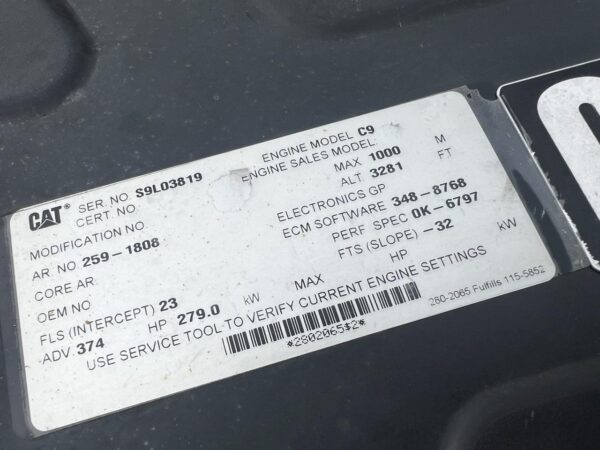 CAT® SER. NO. S9L03819 ENGINE MODEL C9
CERT. NO. ENGINE SALES MODEL
MODIFICATION NO MAX ALT 1000 3281 M FT
AR. NO 259-1808 ELECTRONICS GP
CORE AR. ECM SOFTWARE 348-8768
OEM NO PERF SPEC 0K-6797
FLS (INTERCEPT) 23 FTS (SLOPE) -32
ADV. 374 HP 279.0 kW MAX HP kW
USE SERVICE TOOL TO VERIFY CURRENT ENGINE SETTINGS
*2802065$2*
280-2065 Fulfills 115-5852